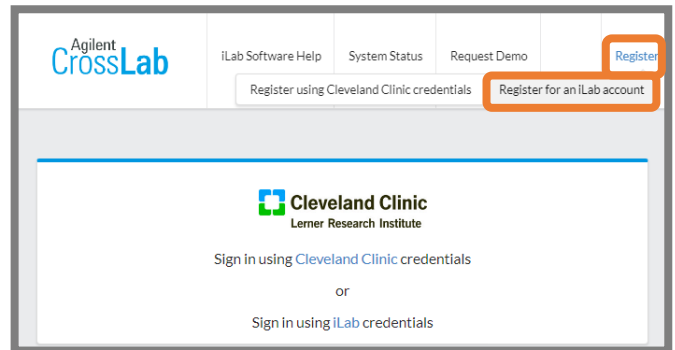 Agilent
CrossLab
iLab Software Help System Status Request Demo Register
Register using Cleveland Clinic credentials Register for an iLab account
Cleveland Clinic
Lerner Research Institute
Sign in using Cleveland Clinic credentials
or
Sign in using iLab credentials